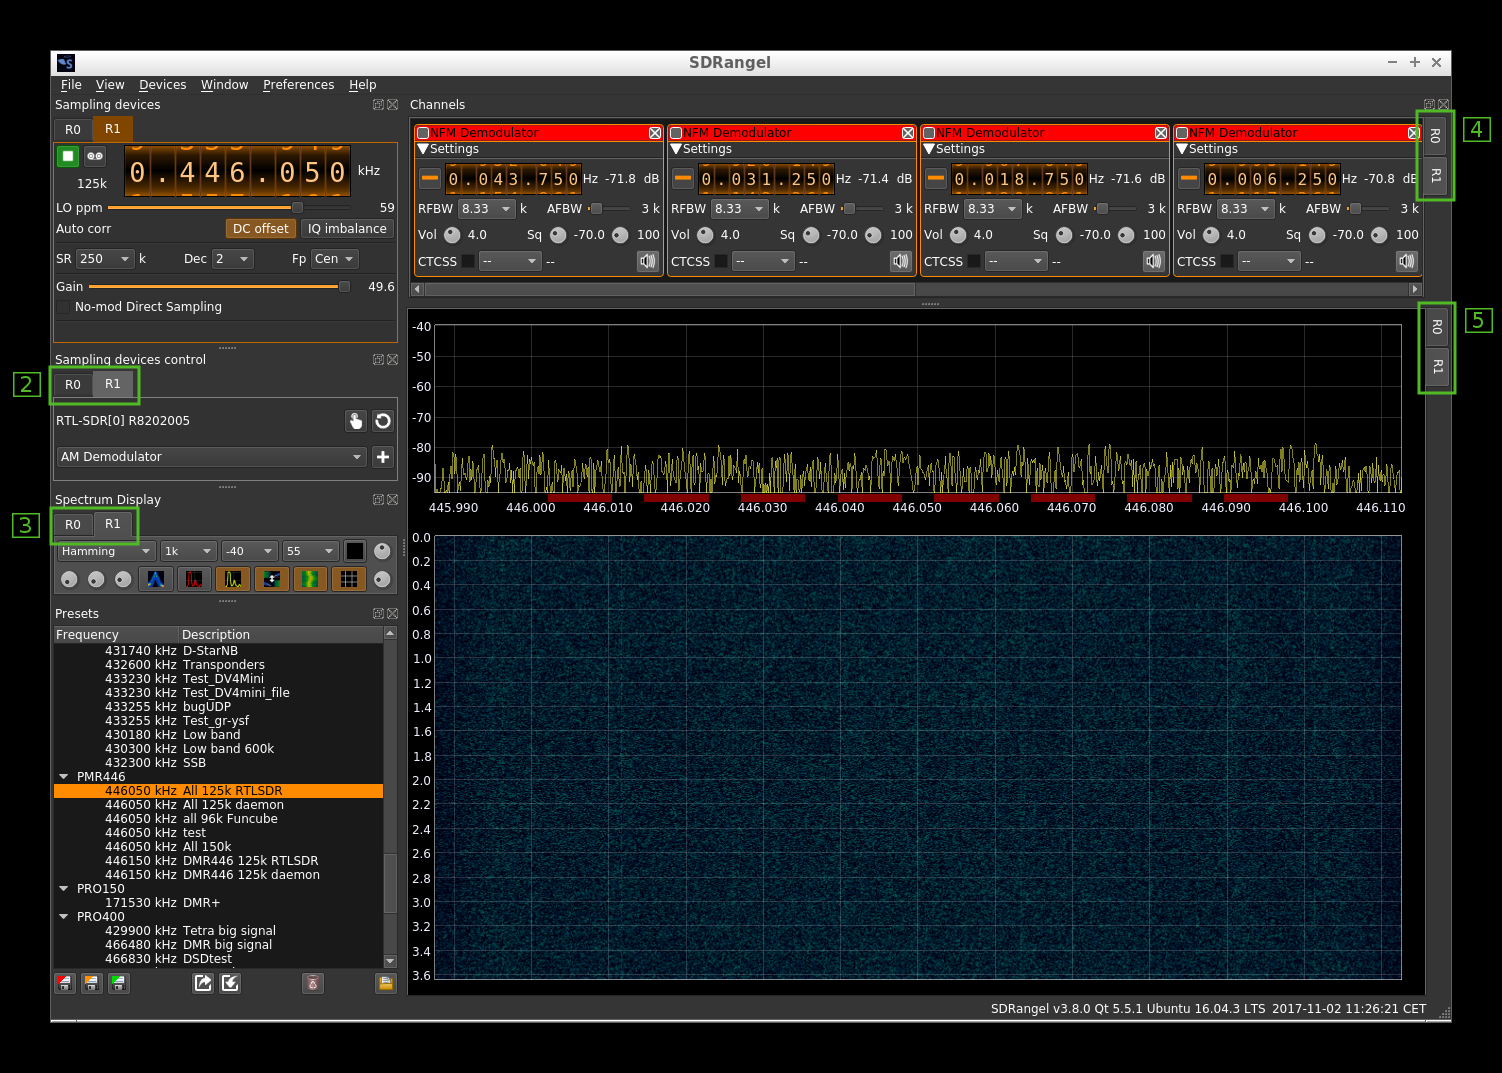 SDRangel
File View Devices Window Preferences Help
Sampling devices
R0 R1
0.446.050 kHz
125k
LO ppm 59
Auto corr DC offset IQ imbalance
SR 250 k Dec 2 Fp Cen
Gain 49.6
No-mod Direct Sampling
Sampling devices control
2
R0 R1
RTL-SDR[0] R8202005
AM Demodulator
Spectrum Display
3
R0 R1
Hamming 1k -40 55
Presets
Frequency Description
431740 kHz D-StarNB
432600 kHz Transponders
433230 kHz Test_DV4Mini
433230 kHz Test_DV4mini_file
433255 kHz bugUDP
433255 kHz Test_gr-ysf
430180 kHz Low band
430300 kHz Low band 600k
432300 kHz SSB
PMR446
446050 kHz All 125k RTLSDR
446050 kHz All 125k daemon
446050 kHz all 96k Funcube
446050 kHz test
446050 kHz All 150k
446150 kHz DMR446 125k RTLSDR
446150 kHz DMR446 125k daemon
PRO150
171530 kHz DMR+
PRO400
429900 kHz Tetra big signal
466480 kHz DMR big signal
466830 kHz DSDtest
Channels
NFM Demodulator NFM Demodulator NFM Demodulator NFM Demodulator
Settings Settings Settings Settings
0.043.750 Hz -71.8 dB 0.031.250 Hz -71.4 dB 0.018.750 Hz -71.6 dB 0.006.250 Hz -70.8 dB
RFBW 8.33 k AFBW 3 k RFBW 8.33 k AFBW 3 k RFBW 8.33 k AFBW 3 k RFBW 8.33 k AFBW 3 k
Vol 4.0 Sq -70.0 100 Vol 4.0 Sq -70.0 100 Vol 4.0 Sq -70.0 100 Vol 4.0 Sq -70.0 100
CTCSS -- -- CTCSS -- -- CTCSS -- -- CTCSS -- --
R0
R1
4
R0
R1
5
-40
-50
-60
-70
-80
-90
445.990 446.000 446.010 446.020 446.030 446.040 446.050 446.060 446.070 446.080 446.090 446.100 446.110
0.0
0.2
0.4
0.6
0.8
1.0
1.2
1.4
1.6
1.8
2.0
2.2
2.4
2.6
2.8
3.0
3.2
3.4
3.6
SDRangel v3.8.0 Qt 5.5.1 Ubuntu 16.04.3 LTS 2017-11-02 11:26:21 CET